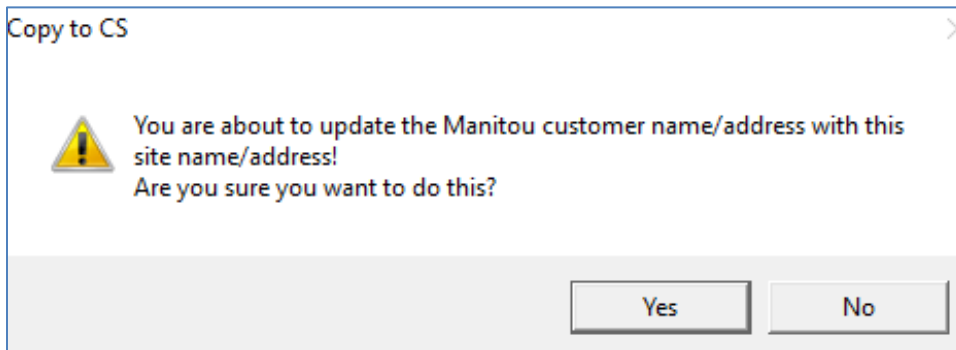 Copy to CS
You are about to update the Manitou customer name/address with this
site name/address!
Are you sure you want to do this?
Yes
No